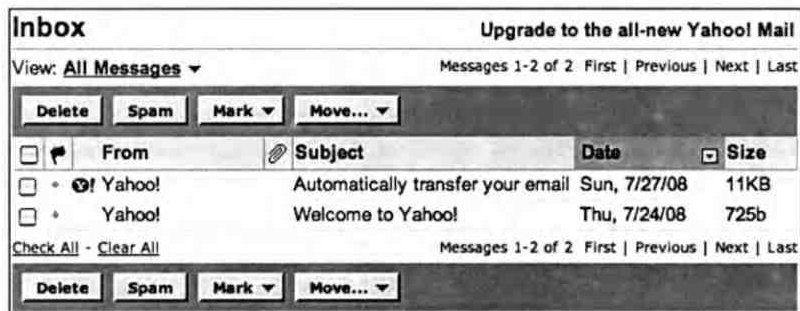 Inbox Upgrade to the all-new Yahoo! Mail
View: All Messages Messages 1-2 of 2 First | Previous | Next | Last
Delete Spam Mark Move...
From Subject Date Size
Y! Yahoo! Automatically transfer your email Sun, 7/27/08 11KB
Yahoo! Welcome to Yahoo! Thu, 7/24/08 725b
Check All - Clear All Messages 1-2 of 2 First | Previous | Next | Last
Delete Spam Mark Move...